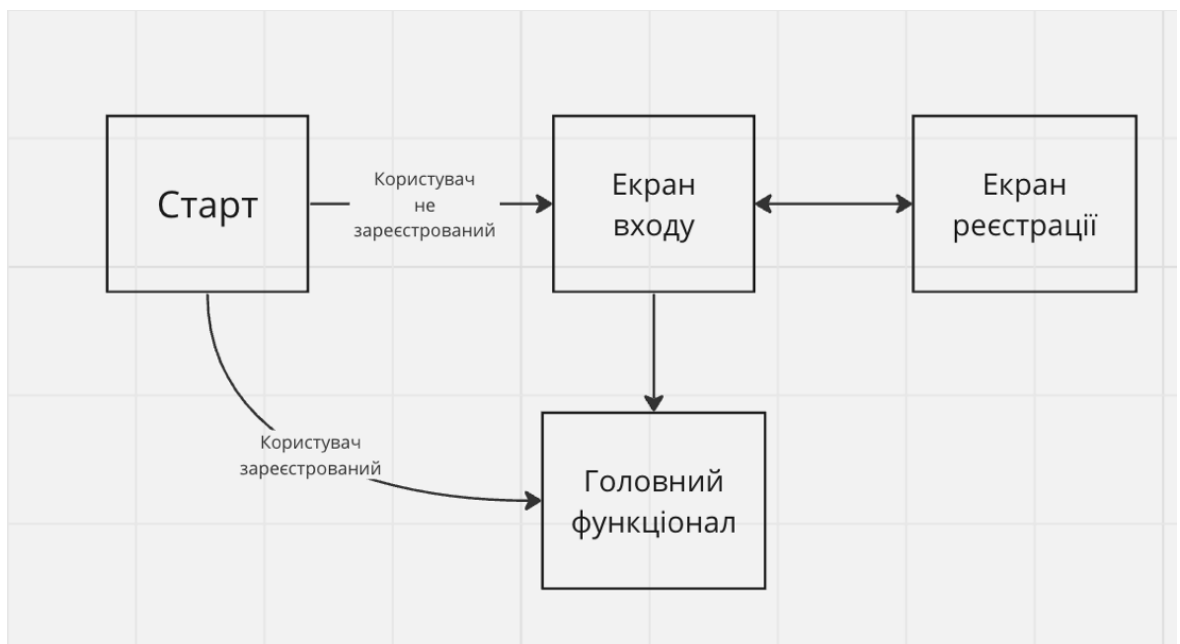 Старт
Користувач
не
зареєстрований
Екран
входу
Екран
реєстрації
Користувач
зареєстрований
Головний
функціонал